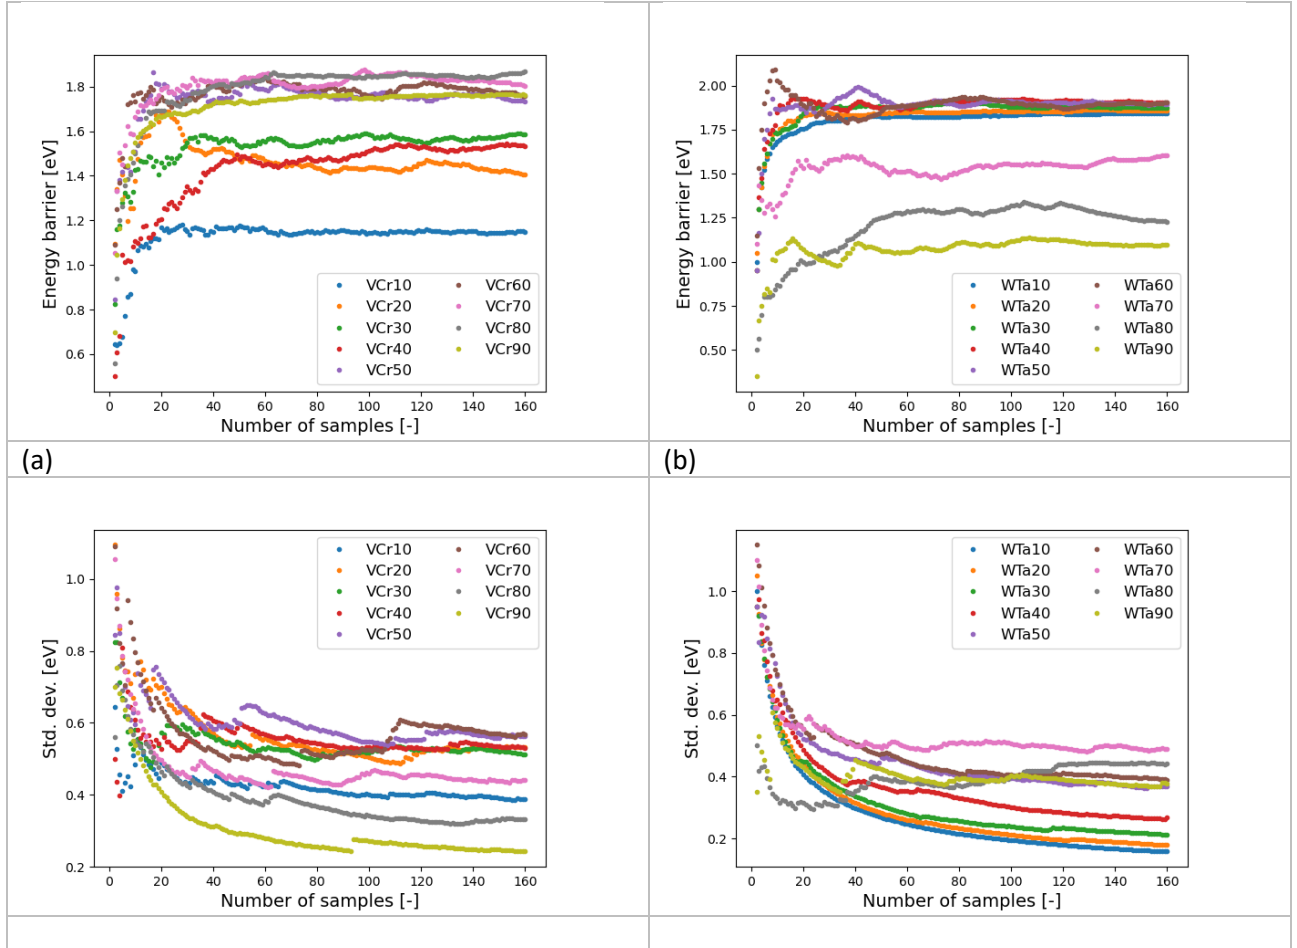 1.8
1.6
1.4
1.2
1.0
0.8
0.6
Energy barrier [eV]
0 20 40 60 80 100 120 140 160
Number of samples [-]
VCr10 VCr60
VCr20 VCr70
VCr30 VCr80
VCr40 VCr90
VCr50
2.00
1.75
1.50
1.25
1.00
0.75
0.50
Energy barrier [eV]
0 20 40 60 80 100 120 140 160
Number of samples [-]
WTa10 WTa60
WTa20 WTa70
WTa30 WTa80
WTa40 WTa90
WTa50
(a) (b)
1.0
0.8
0.6
0.4
0.2
Std. dev. [eV]
0 20 40 60 80 100 120 140 160
Number of samples [-]
VCr10 VCr60
VCr20 VCr70
VCr30 VCr80
VCr40 VCr90
VCr50
1.0
0.8
0.6
0.4
0.2
Std. dev. [eV]
0 20 40 60 80 100 120 140 160
Number of samples [-]
WTa10 WTa60
WTa20 WTa70
WTa30 WTa80
WTa40 WTa90
WTa50